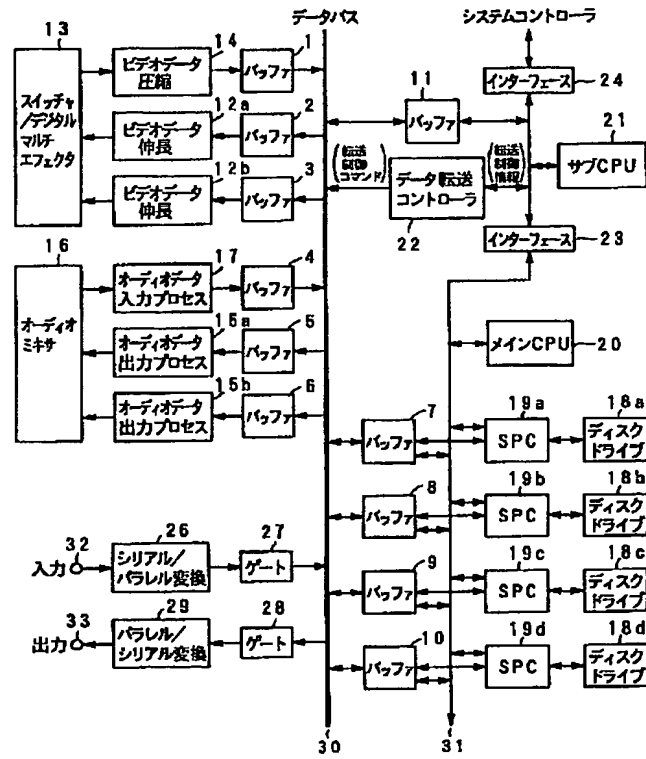 データバス
システムコントローラ
13
スイッチャ
/デジタル
マルチ
エフェクタ
14
ビデオデータ
圧縮
1
バッファ
12a
ビデオデータ
伸長
2
バッファ
12b
ビデオデータ
伸長
3
バッファ
11
バッファ
インターフェース
24
21
サブCPU
(転送
制御
コマンド)
データ転送
コントローラ
22
(転送
制御
情報)
インターフェース
23
16
オーディオ
ミキサ
17
オーディオデータ
入力プロセス
4
バッファ
15a
オーディオデータ
出力プロセス
5
バッファ
15b
オーディオデータ
出力プロセス
6
バッファ
メインCPU
20
7
バッファ
19a
SPC
18a
ディスク
ドライブ
8
バッファ
19b
SPC
18b
ディスク
ドライブ
9
バッファ
19c
SPC
18c
ディスク
ドライブ
10
バッファ
19d
SPC
18d
ディスク
ドライブ
32
入力
26
シリアル/
パラレル変換
27
ゲート
33
出力
29
パラレル/
シリアル変換
28
ゲート
30
31